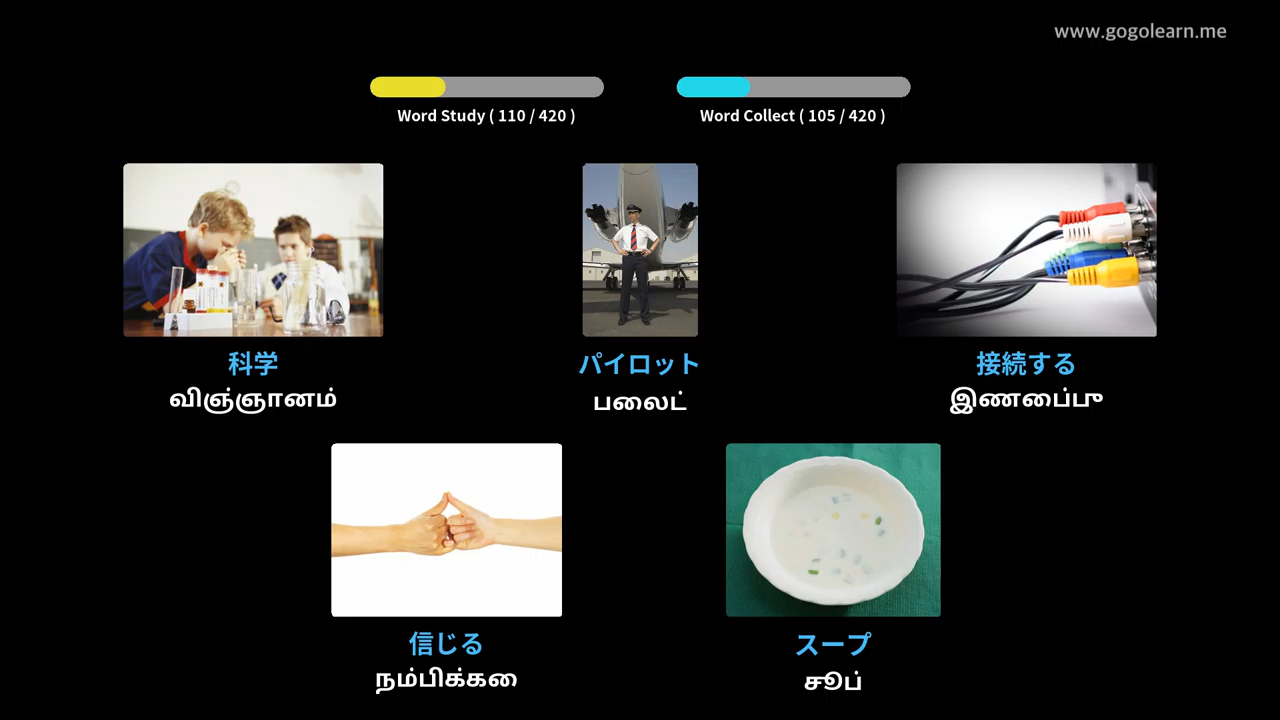 www.gogolearn.me
Word Study ( 110 / 420 )
Word Collect ( 105 / 420 )
科学
விஞ்ஞானம்
パイロット
பைலட்
接続する
இணைப்பு
信じる
நம்பிக்கை
スープ
சூப்